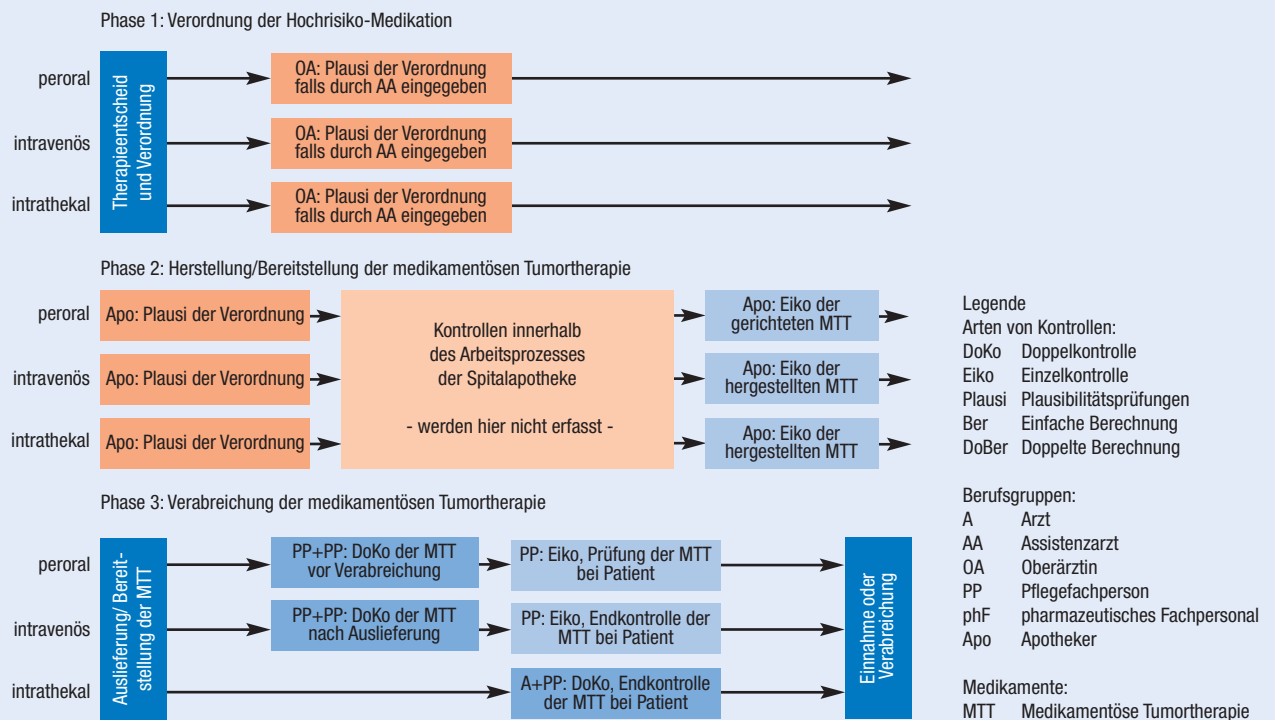 Phase 1: Verordnung der Hochrisiko-Medikation
peroral
intravenös
intrathekal
Therapieentscheid
und Verordnung
OA: Plausi der Verordnung
falls durch AA eingegeben
OA: Plausi der Verordnung
falls durch AA eingegeben
OA: Plausi der Verordnung
falls durch AA eingegeben
Phase 2: Herstellung/Bereitstellung der medikamentösen Tumortherapie
peroral
intravenös
intrathekal
Apo: Plausi der Verordnung
Apo: Plausi der Verordnung
Apo: Plausi der Verordnung
Kontrollen innerhalb
des Arbeitsprozesses
der Spitalapotheke
- werden hier nicht erfasst -
Apo: Eiko der
gerichteten MTT
Apo: Eiko der
hergestellten MTT
Apo: Eiko der
hergestellten MTT
Phase 3: Verabreichung der medikamentösen Tumortherapie
peroral
intravenös
intrathekal
Auslieferung/ Bereit-
stellung der MTT
PP+PP: DoKo der MTT
vor Verabreichung
PP: Eiko, Prüfung der MTT
bei Patient
PP+PP: DoKo der MTT
nach Auslieferung
PP: Eiko, Endkontrolle der
MTT bei Patient
A+PP: DoKo, Endkontrolle
der MTT bei Patient
Einnahme oder
Verabreichung
Legende
Arten von Kontrollen:
DoKo Doppelkontrolle
Eiko Einzelkontrolle
Plausi Plausibilitätsprüfungen
Ber Einfache Berechnung
DoBer Doppelte Berechnung
Berufsgruppen:
A Arzt
AA Assistenzarzt
OA Oberärztin
PP Pflegefachperson
phF pharmazeutisches Fachpersonal
Apo Apotheker
Medikamente:
MTT Medikamentöse Tumortherapie